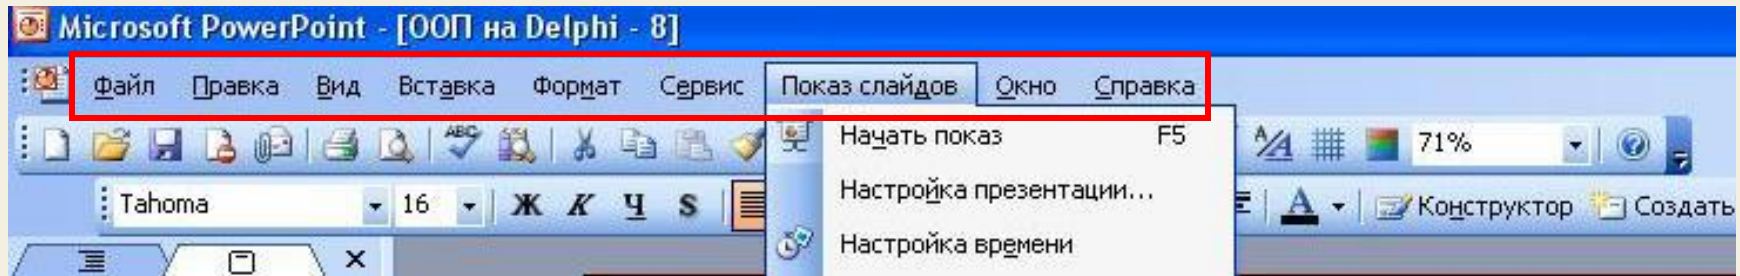 Microsoft PowerPoint - [ООП на Delphi - 8]
Файл Правка Вид Вставка Формат Сервис Показ слайдов Окно Справка
ABC Начать показ F5 A/A 71%
Tahoma 16 Ж К Ч S Настройка презентации... A Конструктор Создать
Настройка времени